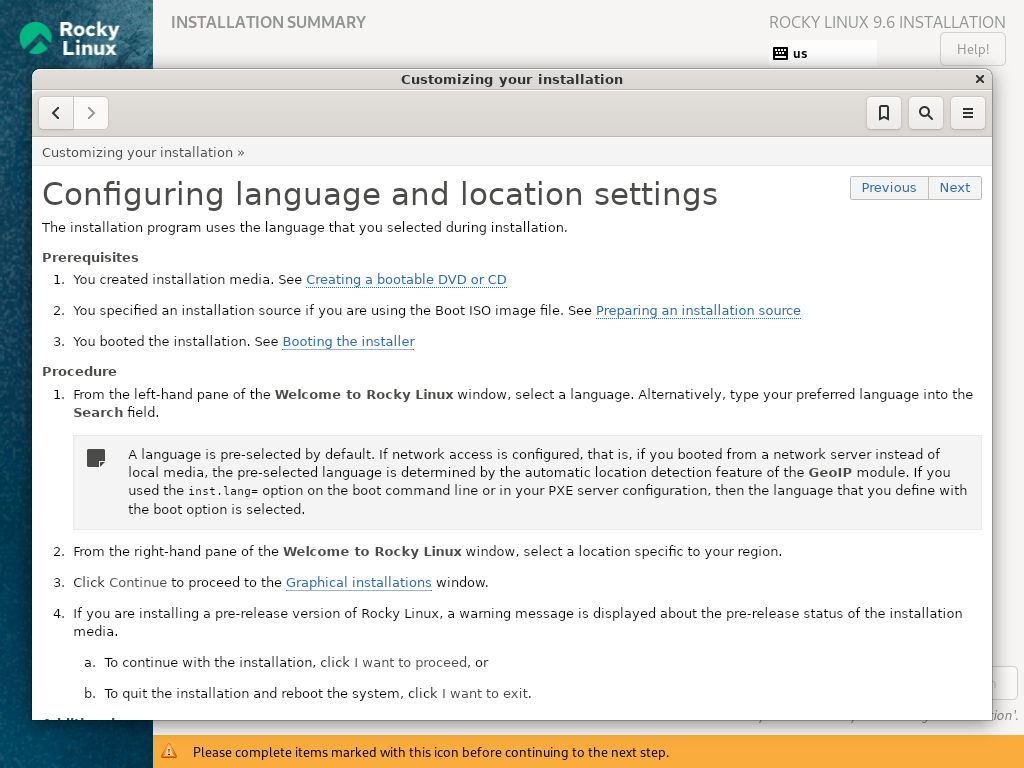 Rocky
Linux
INSTALLATION SUMMARY
ROCKY LINUX 9.6 INSTALLATION
us
Help!
Customizing your installation
Customizing your installation »
Configuring language and location settings
Previous
Next
The installation program uses the language that you selected during installation.
Prerequisites
1. You created installation media. See Creating a bootable DVD or CD
2. You specified an installation source if you are using the Boot ISO image file. See Preparing an installation source
3. You booted the installation. See Booting the installer
Procedure
1. From the left-hand pane of the Welcome to Rocky Linux window, select a language. Alternatively, type your preferred language into the
Search field.
A language is pre-selected by default. If network access is configured, that is, if you booted from a network server instead of
local media, the pre-selected language is determined by the automatic location detection feature of the GeoIP module. If you
used the inst.lang= option on the boot command line or in your PXE server configuration, then the language that you define with
the boot option is selected.
2. From the right-hand pane of the Welcome to Rocky Linux window, select a location specific to your region.
3. Click Continue to proceed to the Graphical installations window.
4. If you are installing a pre-release version of Rocky Linux, a warning message is displayed about the pre-release status of the installation
media.
a. To continue with the installation, click I want to proceed, or
b. To quit the installation and reboot the system, click I want to exit.
Please complete items marked with this icon before continuing to the next step.